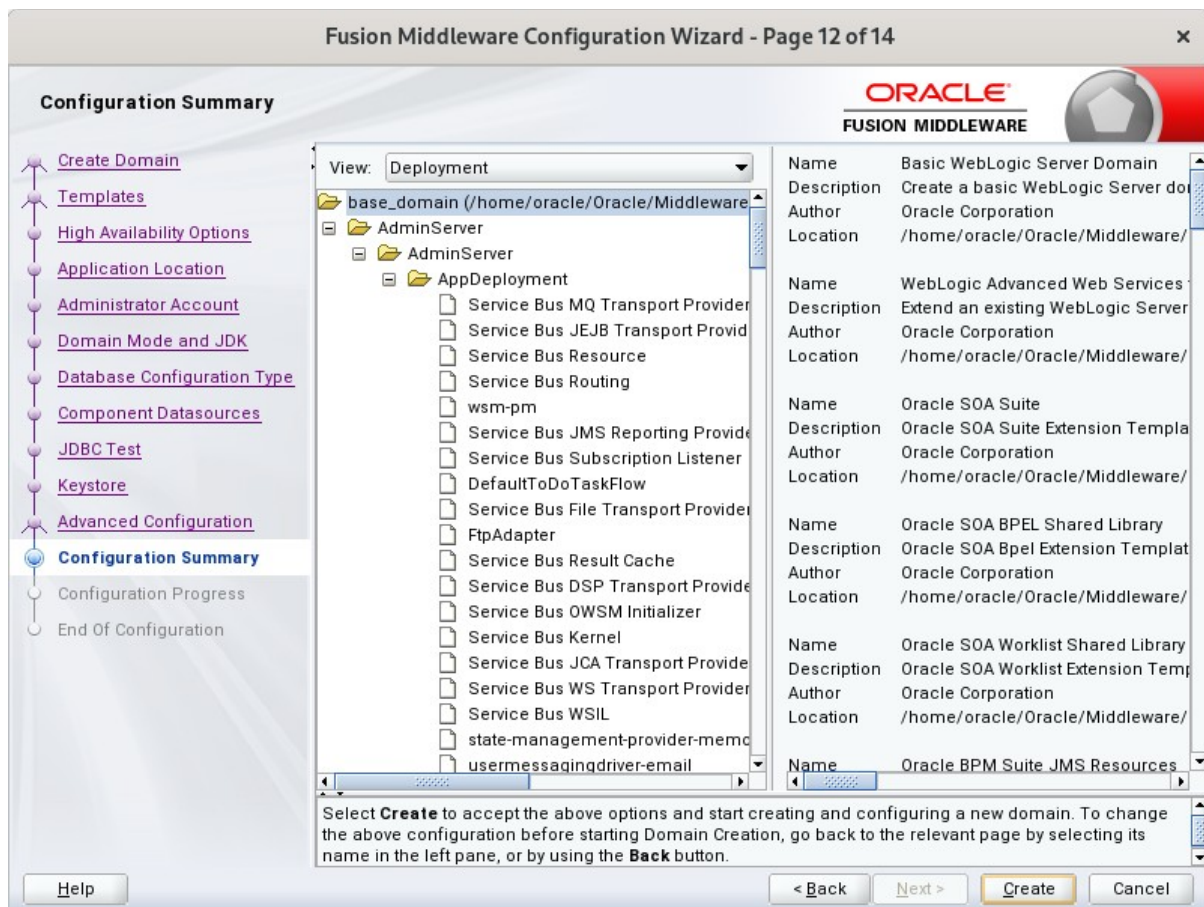 Fusion Middleware Configuration Wizard - Page 12 of 14
Configuration Summary
ORACLE
FUSION MIDDLEWARE
Create Domain
Templates
High Availability Options
Application Location
Administrator Account
Domain Mode and JDK
Database Configuration Type
Component Datasources
JDBC Test
Keystore
Advanced Configuration
Configuration Summary
Configuration Progress
End Of Configuration
View: Deployment
base_domain (/home/oracle/Oracle/Middleware
AdminServer
AdminServer
AppDeployment
Service Bus MQ Transport Provider
Service Bus JEJB Transport Provid
Service Bus Resource
Service Bus Routing
wsm-pm
Service Bus JMS Reporting Provide
Service Bus Subscription Listener
DefaultToDoTaskFlow
Service Bus File Transport Provider
FtpAdapter
Service Bus Result Cache
Service Bus DSP Transport Provide
Service Bus OWSM Initializer
Service Bus Kernel
Service Bus JCA Transport Provide
Service Bus WS Transport Provider
Service Bus WSIL
state-management-provider-memo
usermessagingdriver-email
Name Basic WebLogic Server Domain
Description Create a basic WebLogic Server do
Author Oracle Corporation
Location /home/oracle/Oracle/Middleware/
Name WebLogic Advanced Web Services
Description Extend an existing WebLogic Server
Author Oracle Corporation
Location /home/oracle/Oracle/Middleware/
Name Oracle SOA Suite
Description Oracle SOA Suite Extension Templa
Author Oracle Corporation
Location /home/oracle/Oracle/Middleware/
Name Oracle SOA BPEL Shared Library
Description Oracle SOA Bpel Extension Templat
Author Oracle Corporation
Location /home/oracle/Oracle/Middleware/
Name Oracle SOA Worklist Shared Library
Description Oracle SOA Worklist Extension Temp
Author Oracle Corporation
Location /home/oracle/Oracle/Middleware/
Name Oracle BPM Suite JMS Resources
Select Create to accept the above options and start creating and configuring a new domain. To change
the above configuration before starting Domain Creation, go back to the relevant page by selecting its
name in the left pane, or by using the Back button.
Help
< Back
Next >
Create
Cancel